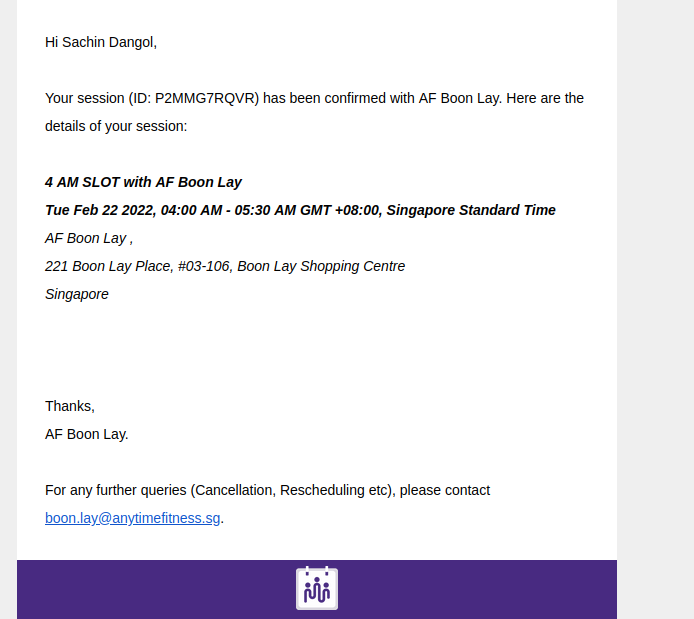 Hi Sachin Dangol,
Your session (ID: P2MMG7RQVR) has been confirmed with AF Boon Lay. Here are the
details of your session:
4 AM SLOT with AF Boon Lay
Tue Feb 22 2022, 04:00 AM - 05:30 AM GMT +08:00, Singapore Standard Time
AF Boon Lay ,
221 Boon Lay Place, #03-106, Boon Lay Shopping Centre
Singapore
Thanks,
AF Boon Lay.
For any further queries (Cancellation, Rescheduling etc), please contact
boon.lay@anytimefitness.sg.